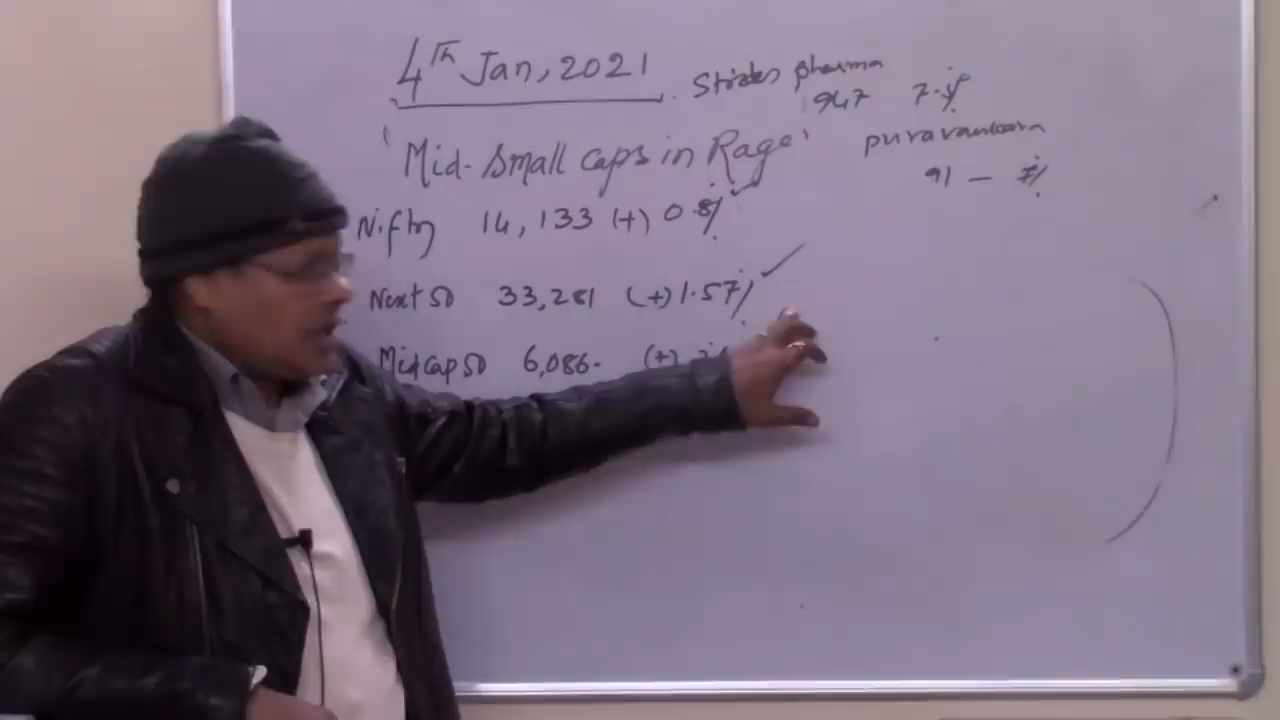 4th Jan, 2021
Strides pharma
947 7.%
'Mid-Small caps in Rage'
puravankara
91 - 7%
Nifty 14,133 (+) 0.8%
Next 50 33,281 (+) 1.57%
Midcap 50 6,086. (+)